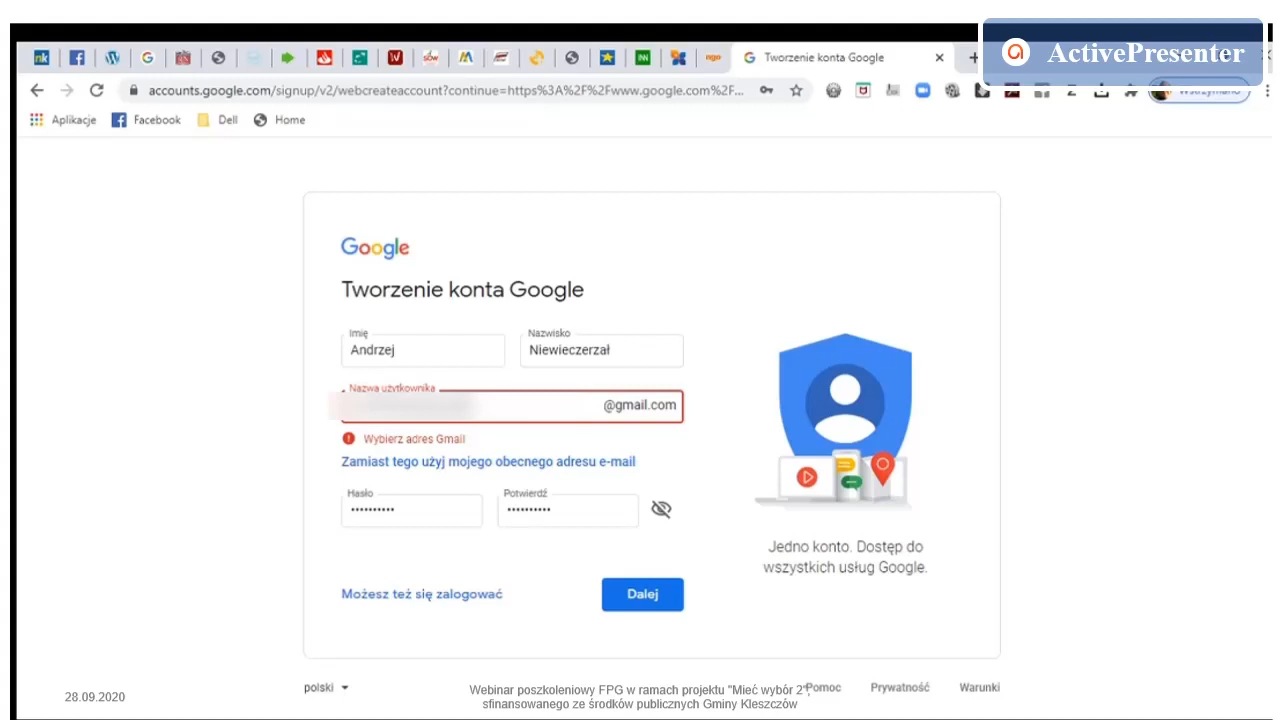 ActivePresenter
Tworzenie konta Google
accounts.google.com/signup/v2/webcreateaccount?continue=https%3A%2F%2Fwww.google.com%2F...
Aplikacje Facebook Dell Home
Google
Tworzenie konta Google
Imię Nazwisko
Andrzej Niewieczerzał
Nazwa użytkownika
@gmail.com
Wybierz adres Gmail
Zamiast tego użyj mojego obecnego adresu e-mail
Hasło Potwierdź
•••••••••• ••••••••••
Jedno konto. Dostęp do
wszystkich usług Google.
Możesz też się zalogować Dalej
polski Pomoc Prywatność Warunki
28.09.2020
Webinar poszkoleniowy FPG w ramach projektu "Mieć wybór 2",
sfinansowanego ze środków publicznych Gminy Kleszczów